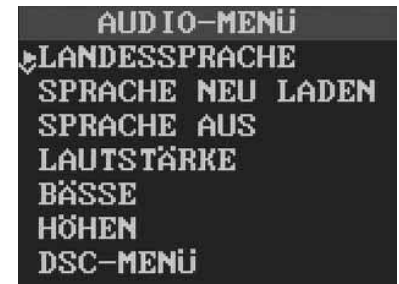 AUDIO-MENÜ
LANDESSPRACHE
SPRACHE NEU LADEN
SPRACHE AUS
LAUTSTÄRKE
BÄSSE
HÖHEN
DSC-MENÜ